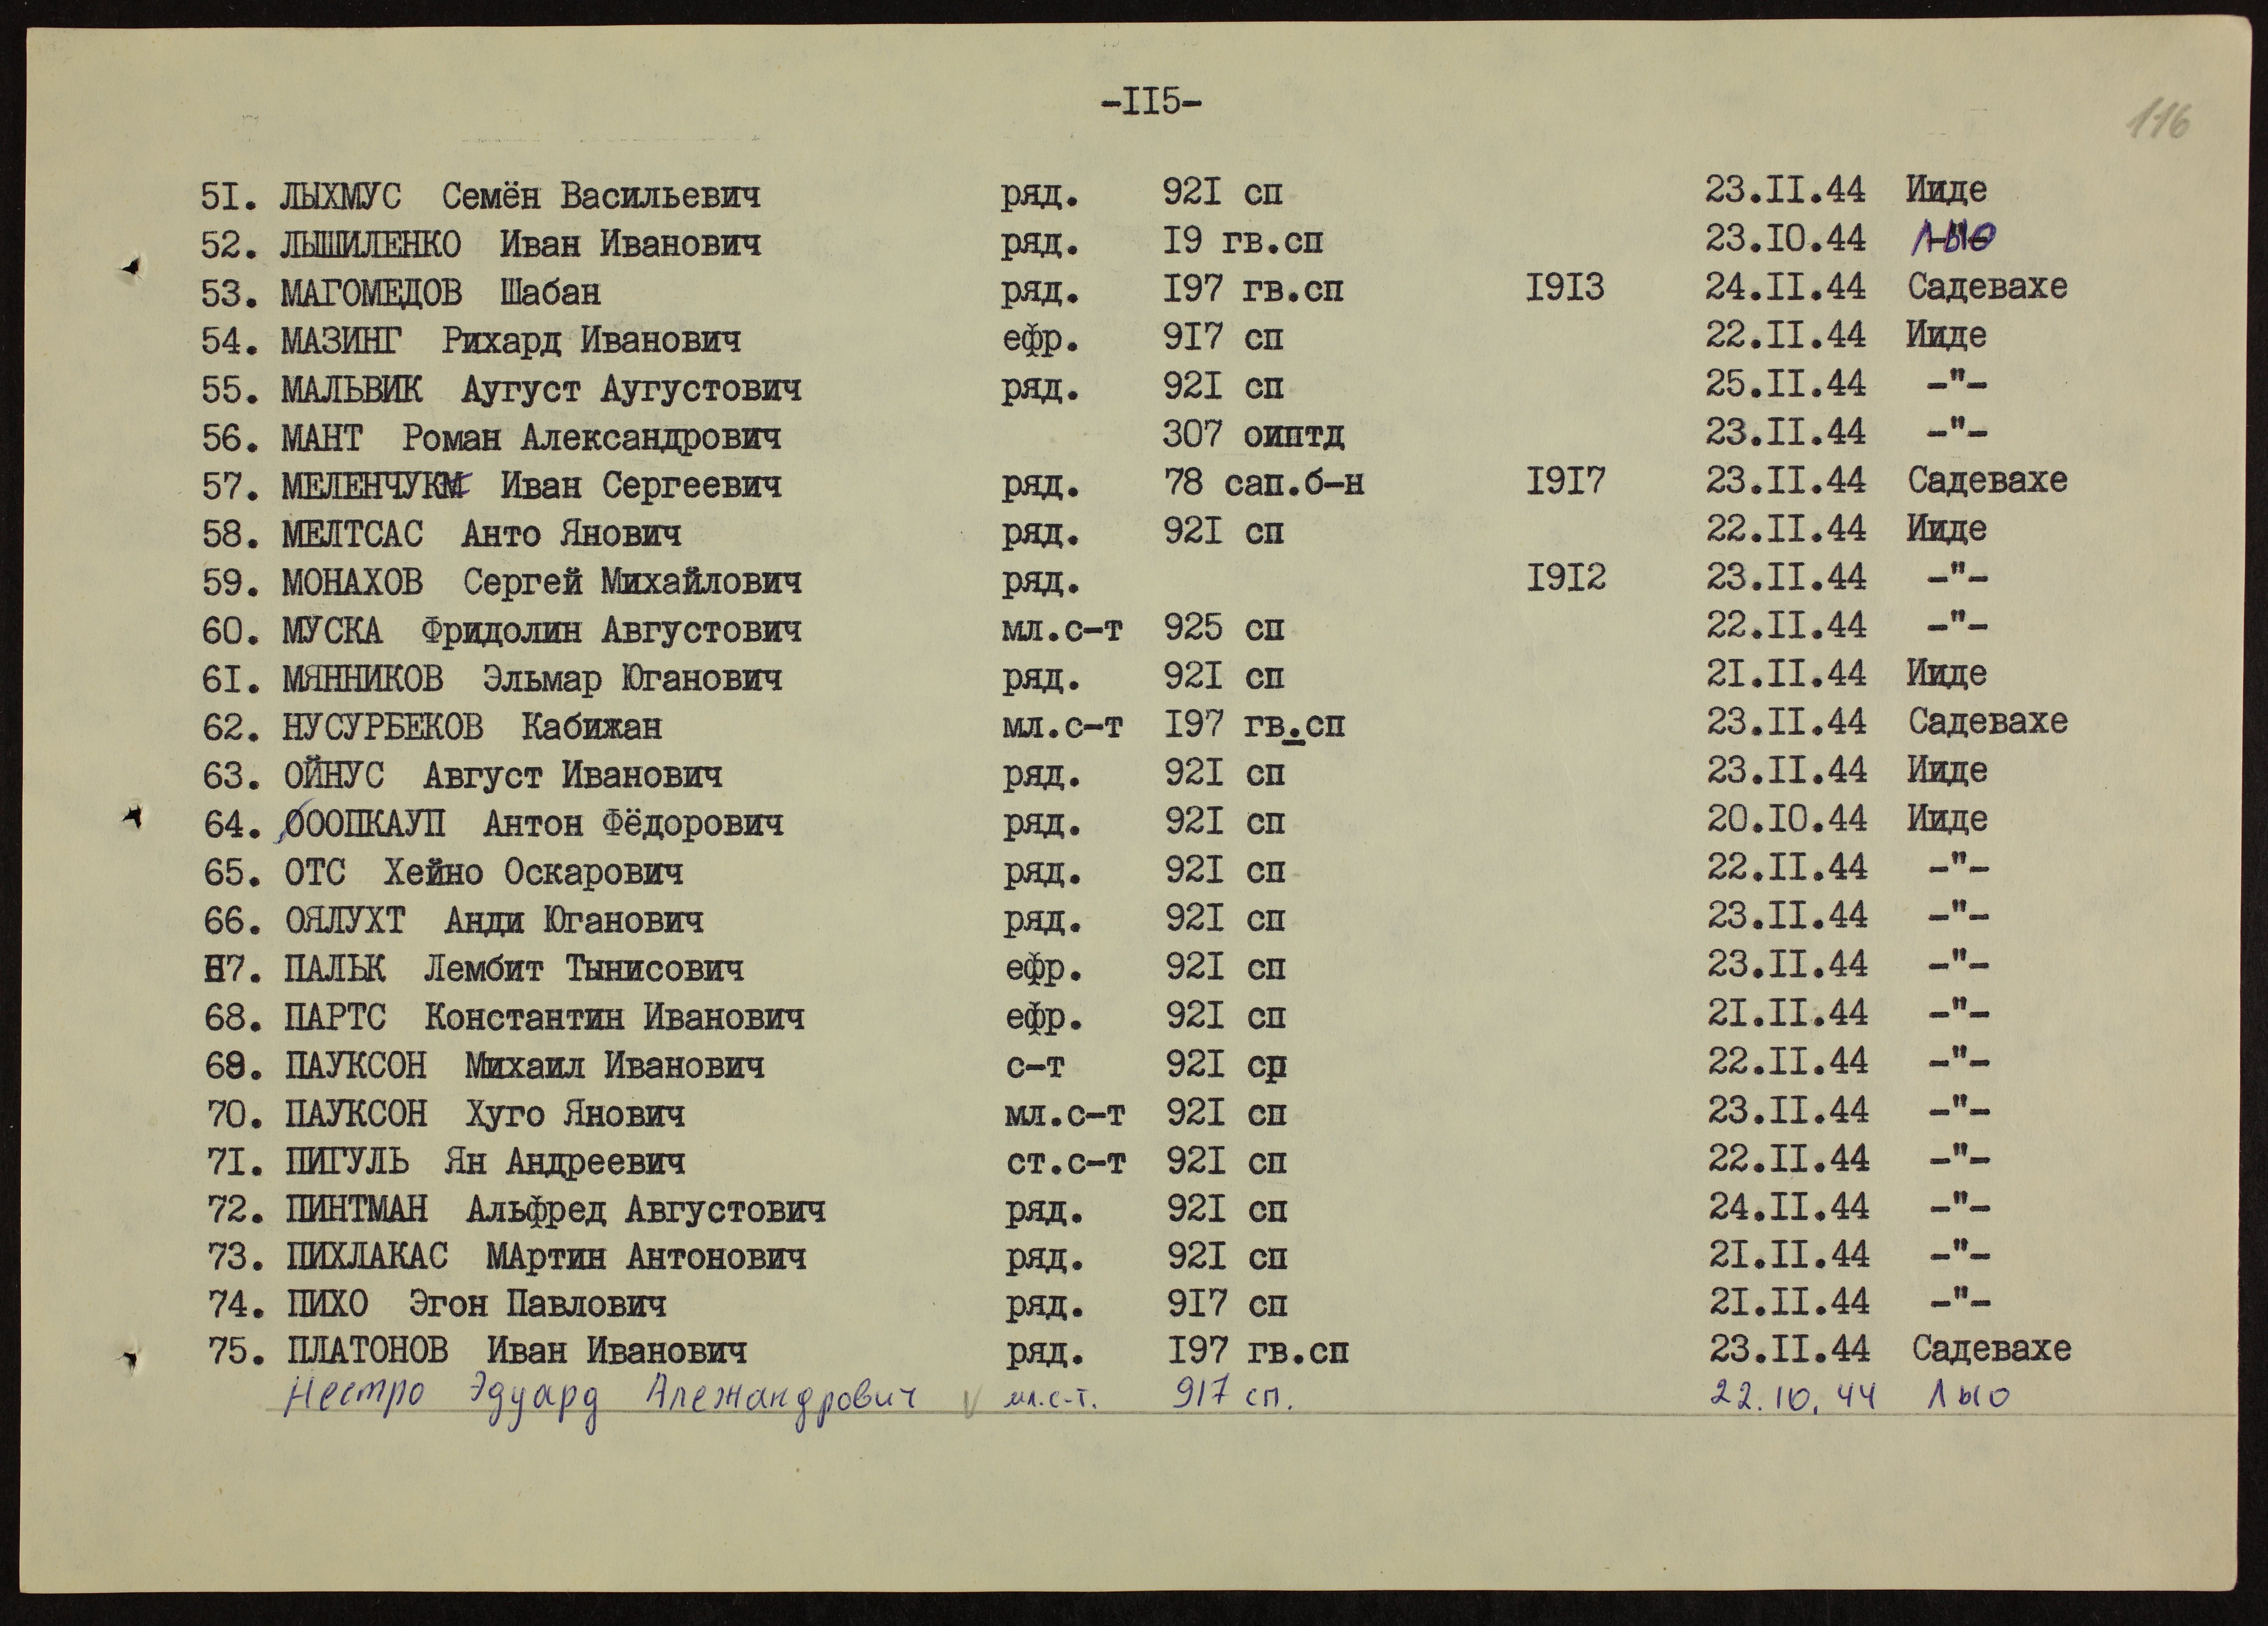 -II5-
116
5I. ЛЫХМУС Семён Васильевич ряд. 92I сп 23.II.44 Ииде
52. ЛЫШИЛЕНКО Иван Иванович ряд. I9 гв.сп 23.IO.44 Лыо
53. МАГОМЕДОВ Шабан ряд. I97 гв.сп I9I3 24.II.44 Садевахе
54. МАЗИНГ Рихард Иванович ефр. 9I7 сп 22.II.44 Ииде
55. МАЛЬВИК Аугуст Аугустович ряд. 92I сп 25.II.44 -"-
56. МАНТ Роман Александрович 307 оиптд 23.II.44 -"-
57. МЕЛЕНЧУК Иван Сергеевич ряд. 78 сап.б-н I9I7 23.II.44 Садевахе
58. МЕЛТСАС Анто Янович ряд. 92I сп 22.II.44 Ииде
59. МОНАХОВ Сергей Михайлович ряд. I9I2 23.II.44 -"-
60. МУСКА Фридолин Августович мл.с-т 925 сп 22.II.44 -"-
6I. МЯННИКОВ Эльмар Юганович ряд. 92I сп 2I.II.44 Ииде
62. НУСУРБЕКОВ Кабижан мл.с-т I97 гв.сп 23.II.44 Садевахе
63. ОЙНУС Август Иванович ряд. 92I сп 23.II.44 Ииде
64. ОООПКАУП Антон Фёдорович ряд. 92I сп 20.IO.44 Ииде
65. ОТС Хейно Оскарович ряд. 92I сп 22.II.44 -"-
66. ОЯЛУХТ Анди Юганович ряд. 92I сп 23.II.44 -"-
67. ПАЛЬК Лембит Тынисович ефр. 92I сп 23.II.44 -"-
68. ПАРТС Константин Иванович ефр. 92I сп 2I.II.44 -"-
69. ПАУКСОН Михаил Иванович с-т 92I сп 22.II.44 -"-
70. ПАУКСОН Хуго Янович мл.с-т 92I сп 23.II.44 -"-
7I. ПИГУЛЬ Ян Андреевич ст.с-т 92I сп 22.II.44 -"-
72. ПИНТМАН Альфред Августович ряд. 92I сп 24.II.44 -"-
73. ПИХЛАКАС МАртин Антонович ряд. 92I сп 2I.II.44 -"-
74. ПИХО Эгон Павлович ряд. 9I7 сп 2I.II.44 -"-
75. ПЛАТОНОВ Иван Иванович ряд. I97 гв.сп 23.II.44 Садевахе
Нестро Эдуард Алежандрович мл.с-т. 917 сп. 22.10.44 Лыо